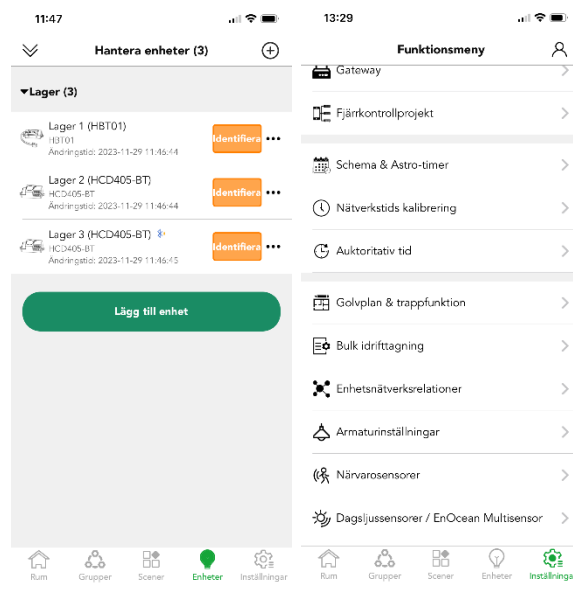 11:47
Hantera enheter (3)
Lager (3)
Lager 1 (HBT01)
HBT01
Ändringstid: 2023-11-29 11:46:44
Identifiera
Lager 2 (HCD405-BT)
HCD405-BT
Ändringstid: 2023-11-29 11:46:44
Identifiera
Lager 3 (HCD405-BT)
HCD405-BT
Ändringstid: 2023-11-29 11:46:45
Identifiera
Lägg till enhet
Rum
Grupper
Scener
Enheter
Inställningar
13:29
Funktionsmeny
Gateway
Fjärrkontrollprojekt
Schema & Astro-timer
Nätverkstids kalibrering
Auktoritativ tid
Golvplan & trappfunktion
Bulk idrifttagning
Enhetsnätverksrelationer
Armaturinställningar
Närvarosensorer
Dagsljussensorer / EnOcean Multisensor
Rum
Grupper
Scener
Enheter
Inställninga